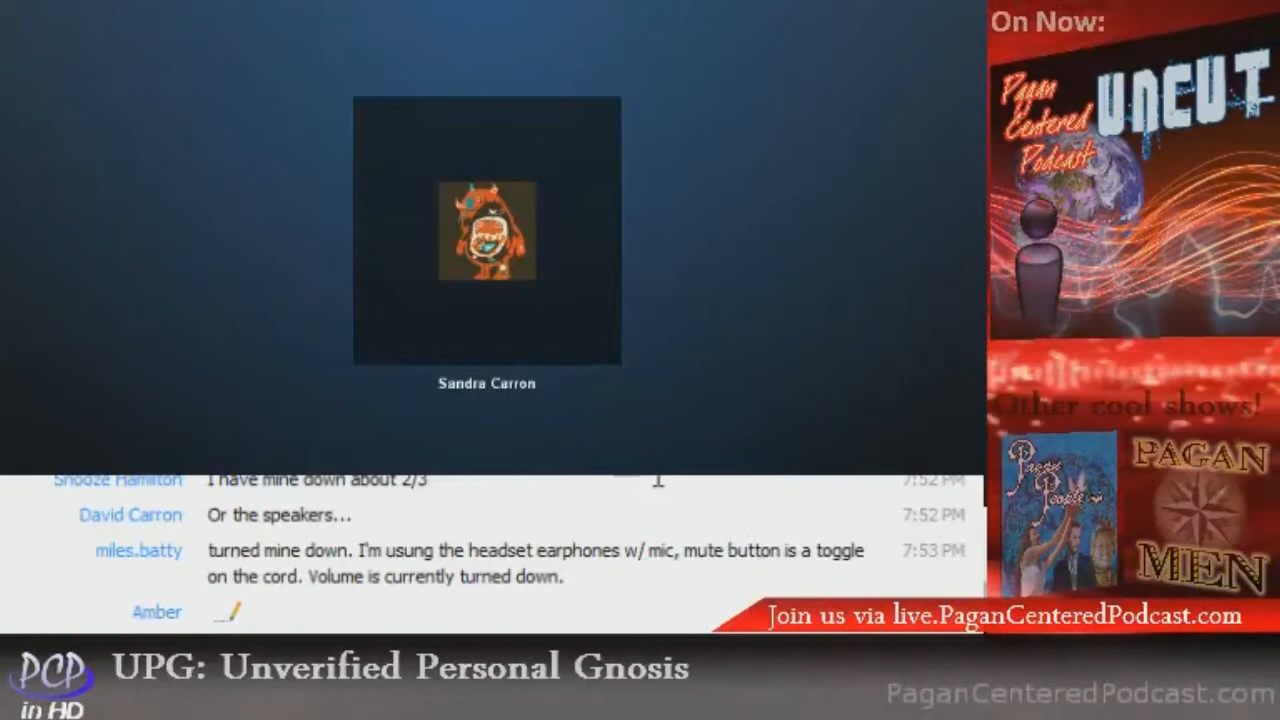 On Now:
Pagan
Centered
Podcast
UNCUT
Sandra Carron
Other cool shows!
Pagan
People
PAGAN
MEN
Snooze Hamilton I have mine down about 2/3 7:52 PM
David Carron Or the speakers... 7:52 PM
miles.batty turned mine down. I'm usung the headset earphones w/ mic, mute button is a toggle 7:53 PM
on the cord. Volume is currently turned down.
Amber
Join us via live.PaganCenteredPodcast.com
PCP
in HD
UPG: Unverified Personal Gnosis
PaganCenteredPodcast.com